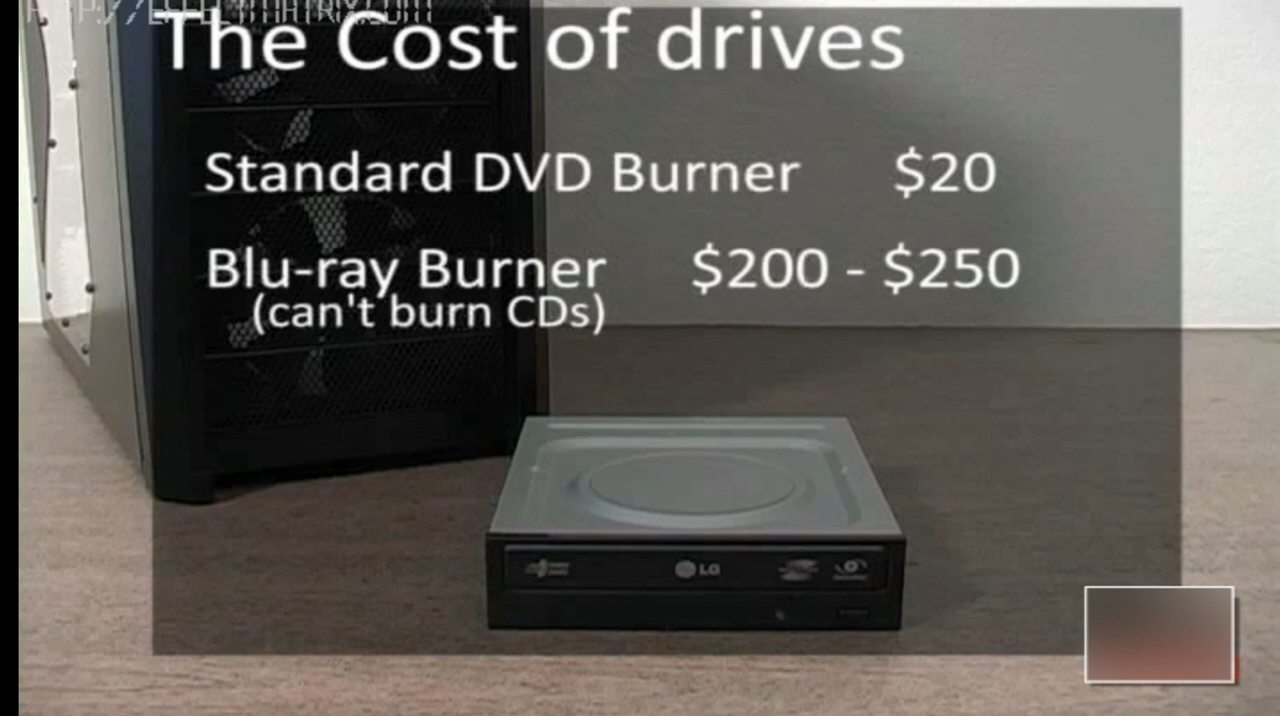 The Cost of drives
Standard DVD Burner $20
Blu-ray Burner $200 - $250
(can't burn CDs)
LG